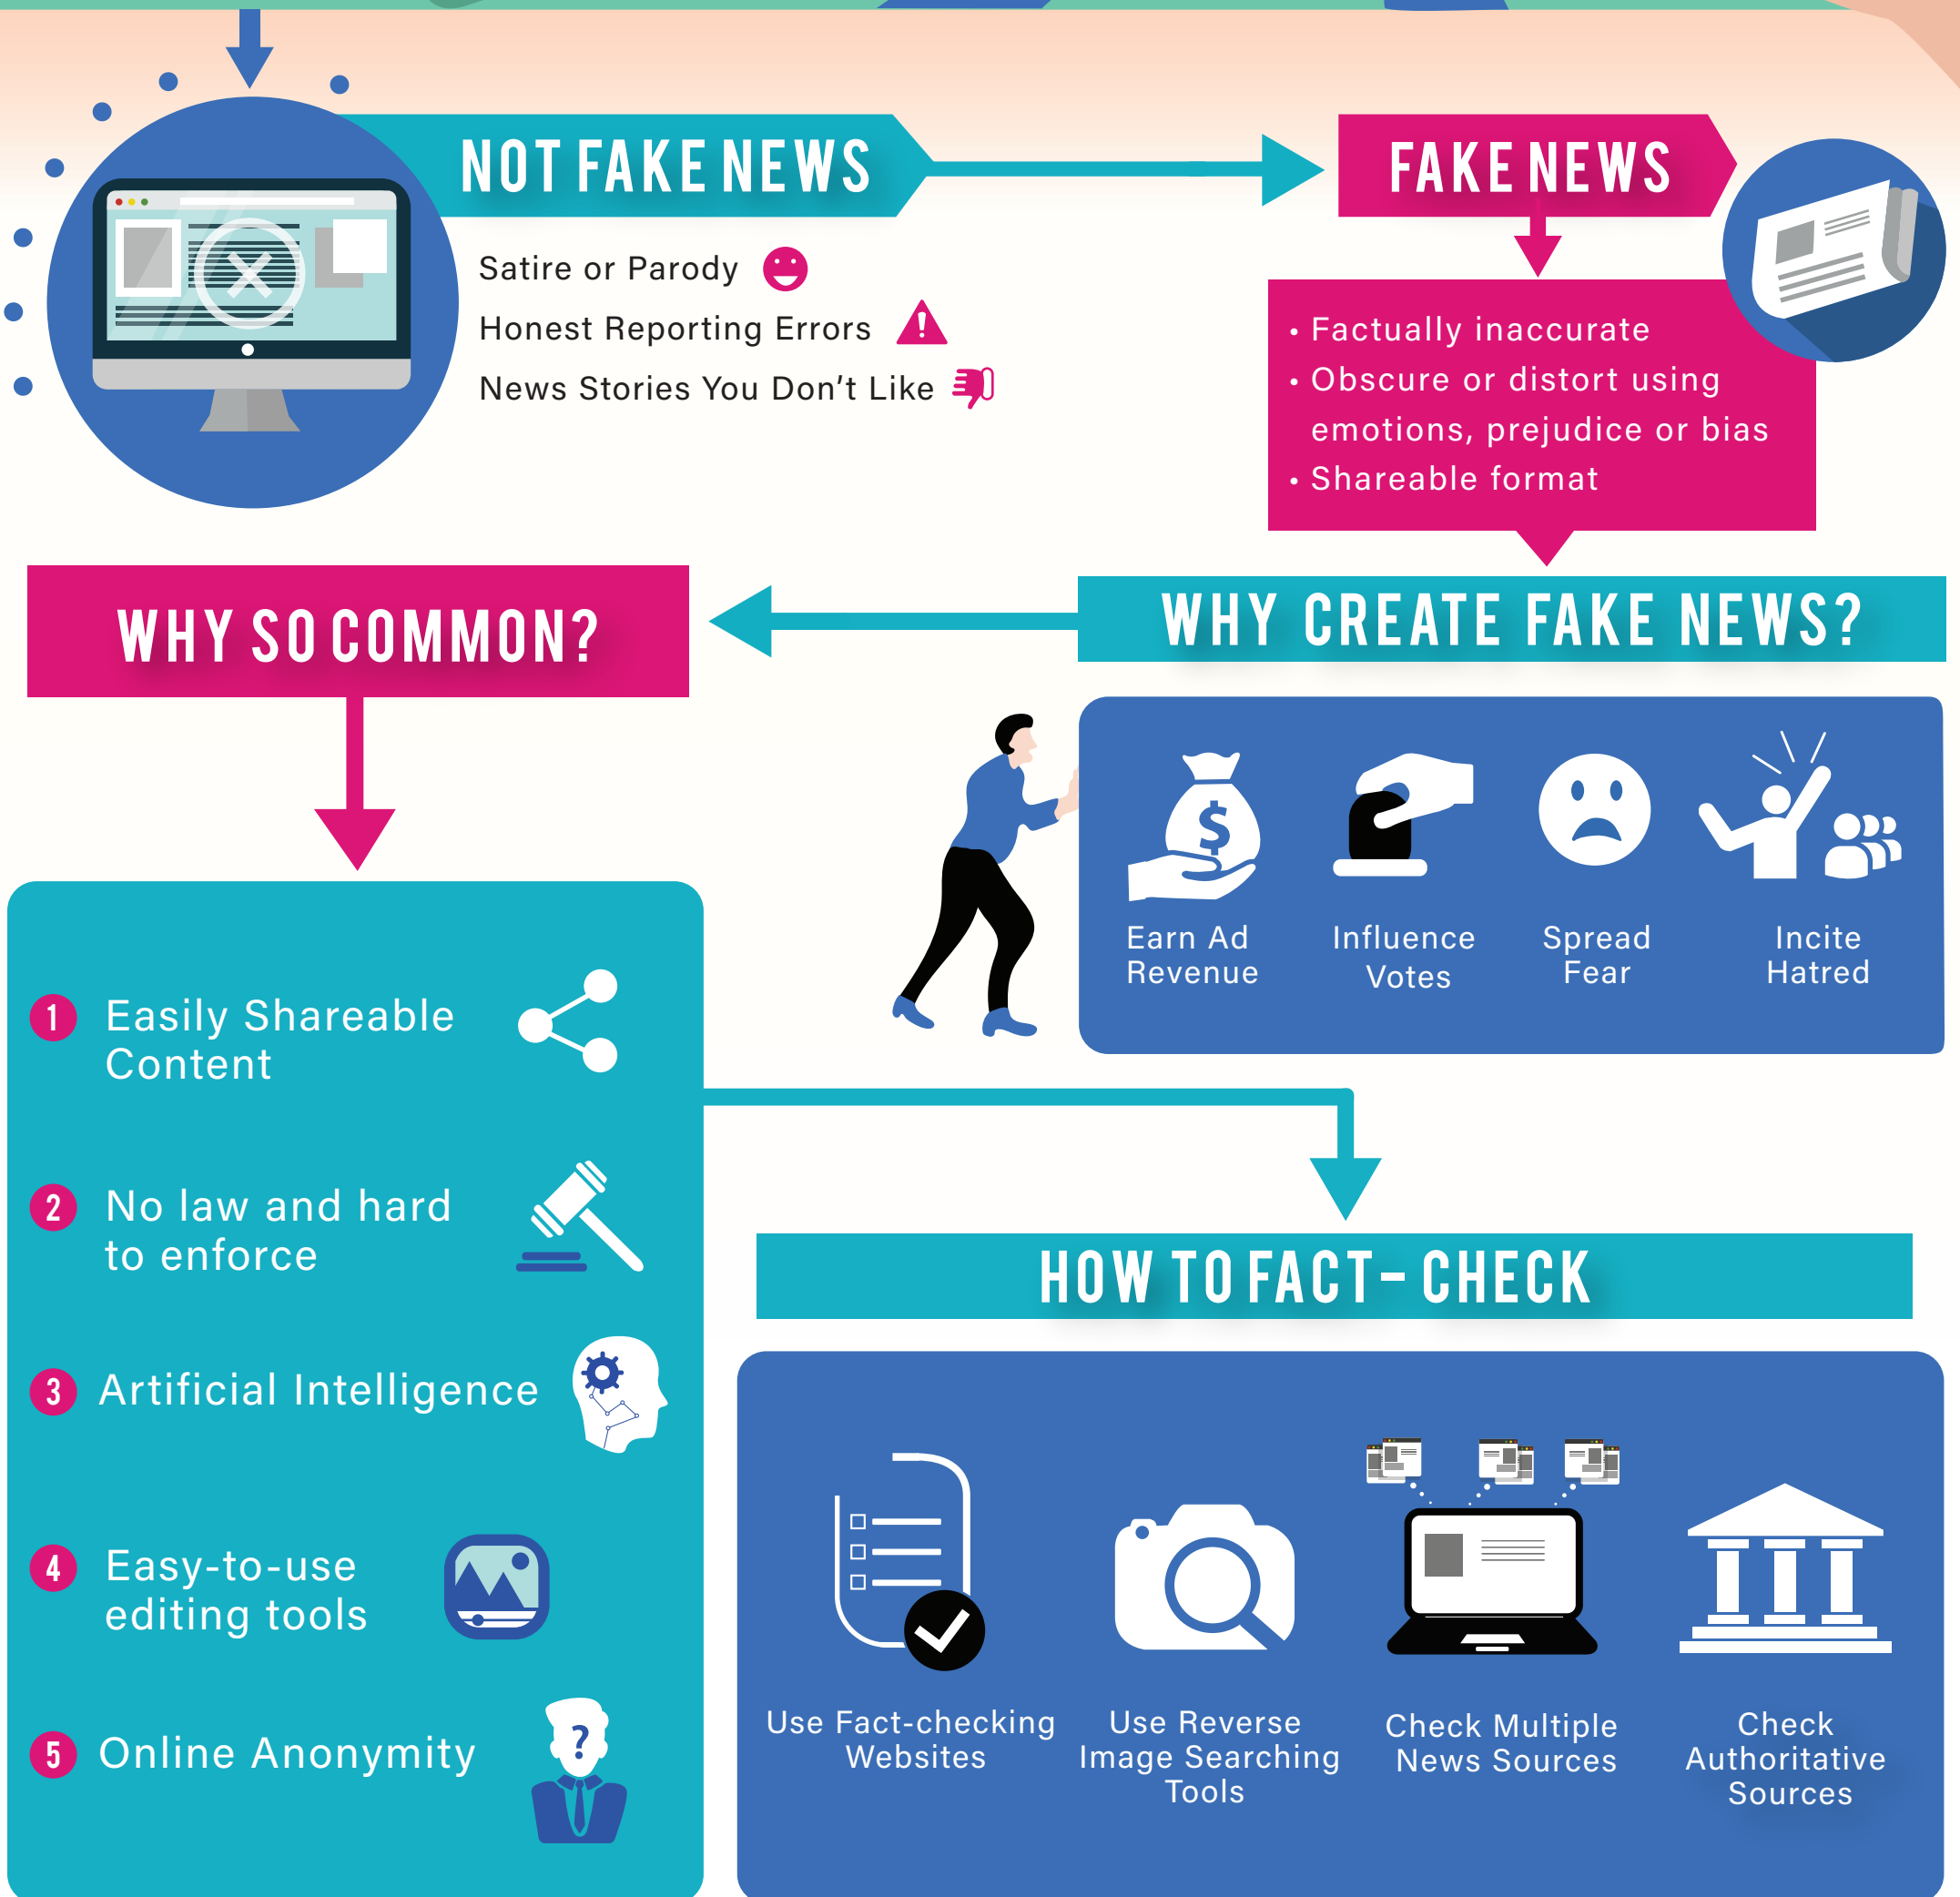 NOT FAKE NEWS
Satire or Parody
Honest Reporting Errors
News Stories You Don't Like
FAKE NEWS
• Factually inaccurate
• Obscure or distort using
emotions, prejudice or bias
• Shareable format
WHY CREATE FAKE NEWS?
$
Earn Ad
Revenue
Influence
Votes
Spread
Fear
Incite
Hatred
WHY SO COMMON?
1 Easily Shareable
Content
2 No law and hard
to enforce
3 Artificial Intelligence
4 Easy-to-use
editing tools
5 Online Anonymity
?
HOW TO FACT- CHECK
Use Fact-checking
Websites
Use Reverse
Image Searching
Tools
Check Multiple
News Sources
Check
Authoritative
Sources